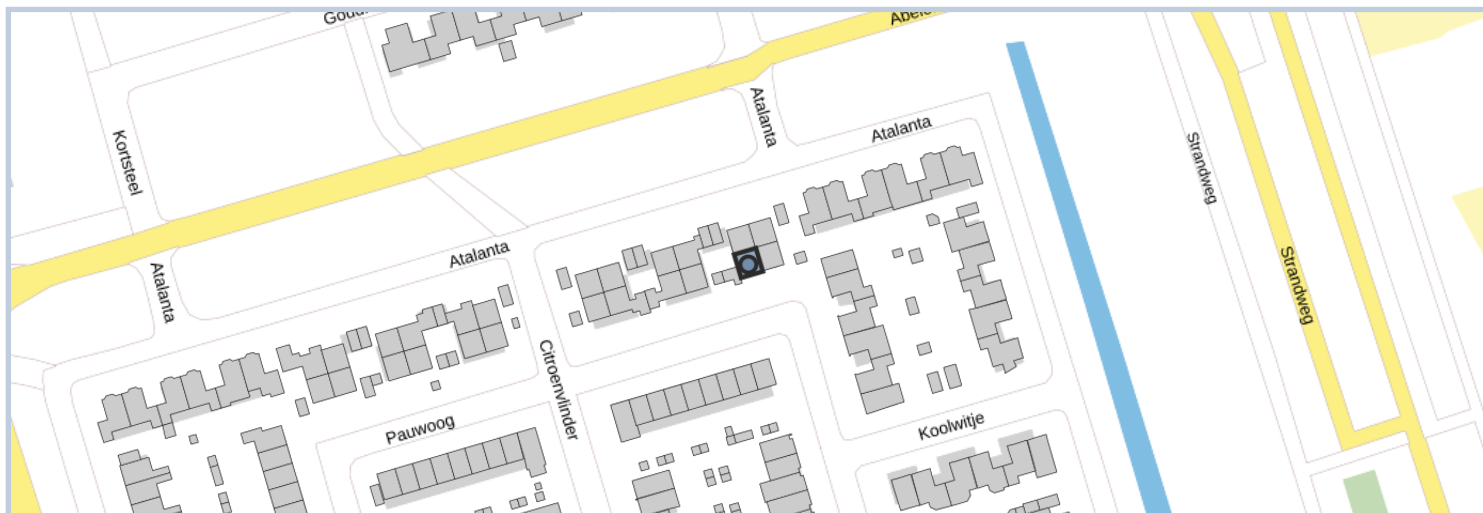 Atalanta
Atalanta
Kortsteel
Strandweg
Atalanta
Atalanta
Strandweg
Citroenvlinder
Pauwoog
Koolwitje